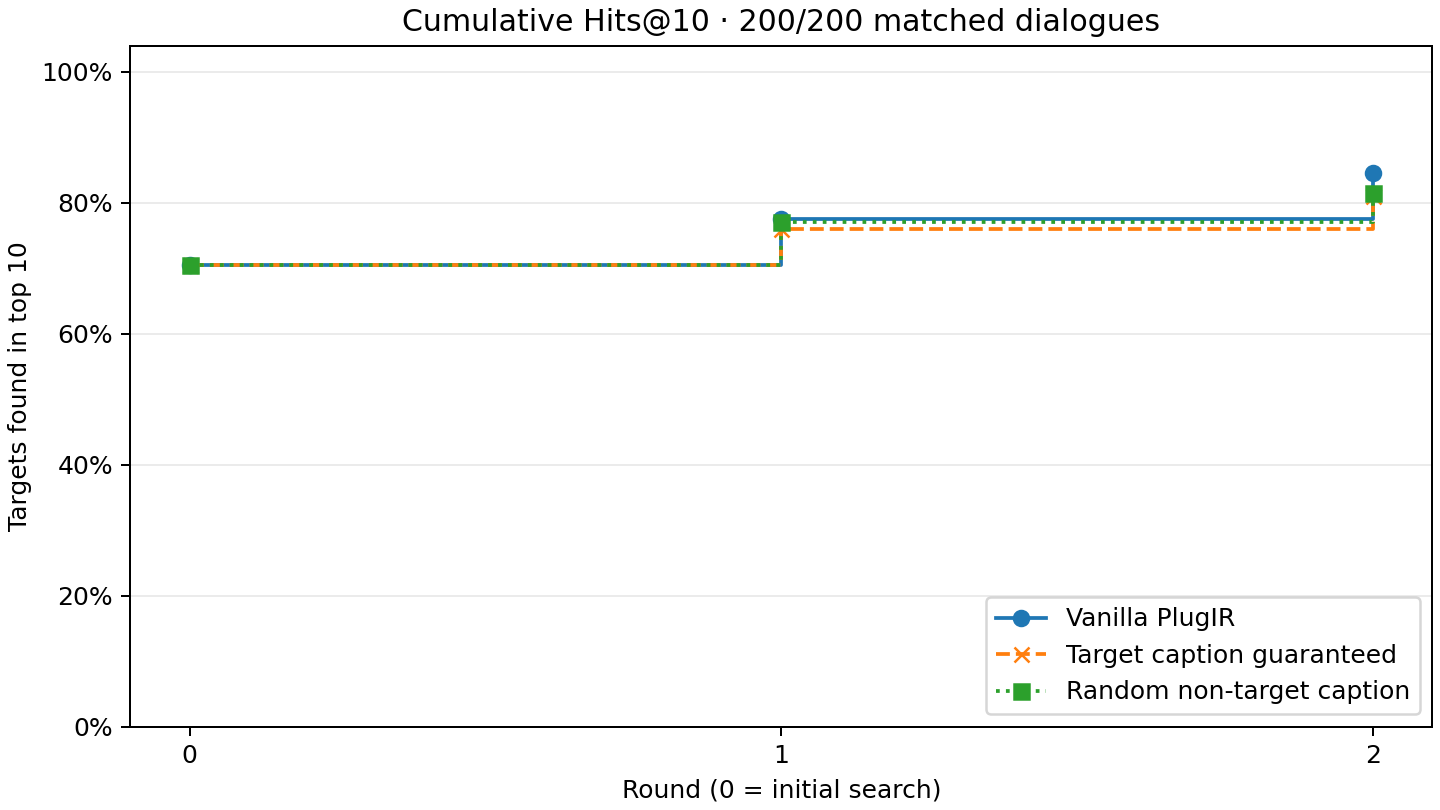 Cumulative Hits@10 · 200/200 matched dialogues
Targets found in top 10
100%
80%
60%
40%
20%
0%
Vanilla PlugIR
Target caption guaranteed
Random non-target caption
0
1
2
Round (0 = initial search)